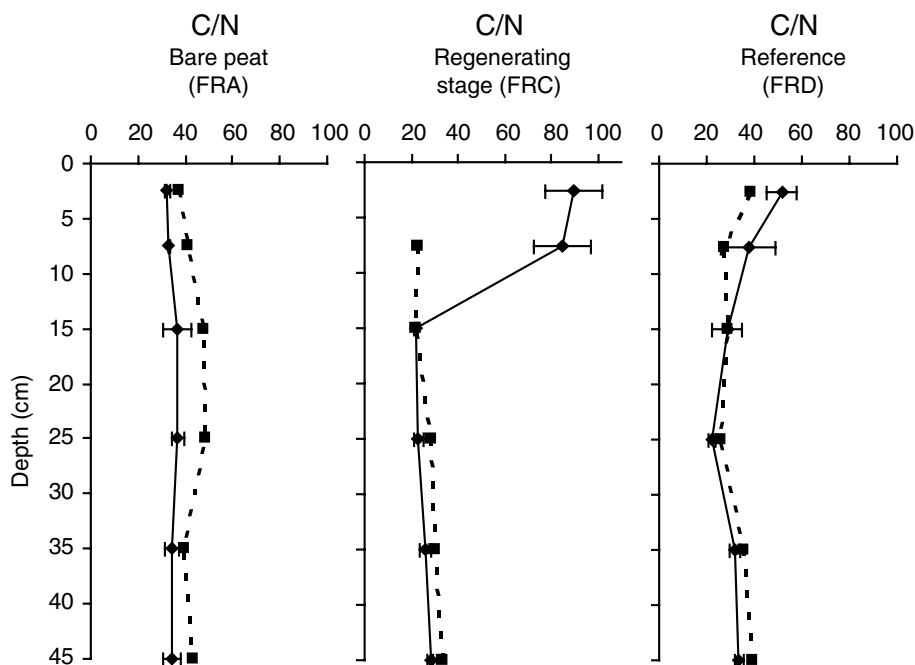 C/N
Bare peat
(FRA)
C/N
Regenerating
stage (FRC)
C/N
Reference
(FRD)
0 20 40 60 80 100
0 20 40 60 80 100
0 20 40 60 80 100
Depth (cm)
0
5
10
15
20
25
30
35
40
45